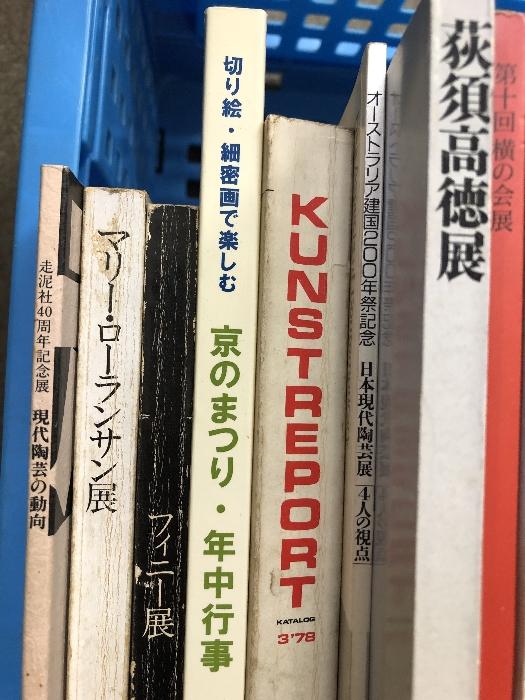 走泥社40周年記念展 現代陶芸の動向
マリー・ローランサン展
フィニー展
切り絵・細密画で楽しむ
京のまつり・年中行事
KUNSTREPORT
KATALOG
3'78
オーストラリア建国200年祭記念 日本現代陶芸展 4人の視点
荻須高徳展
第十回 横の会展